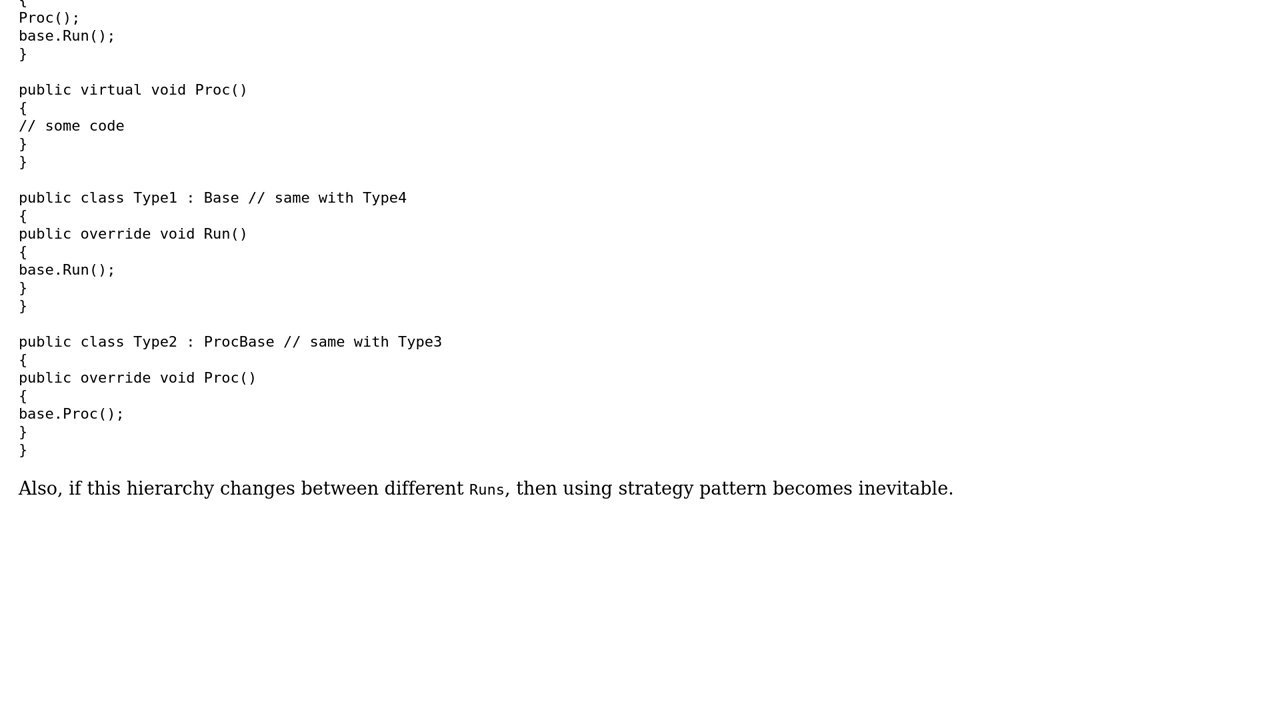 {
Proc();
base.Run();
}
public virtual void Proc()
{
// some code
}
}
public class Type1 : Base // same with Type4
{
public override void Run()
{
base.Run();
}
}
public class Type2 : ProcBase // same with Type3
{
public override void Proc()
{
base.Proc();
}
}
Also, if this hierarchy changes between different Runs, then using strategy pattern becomes inevitable.